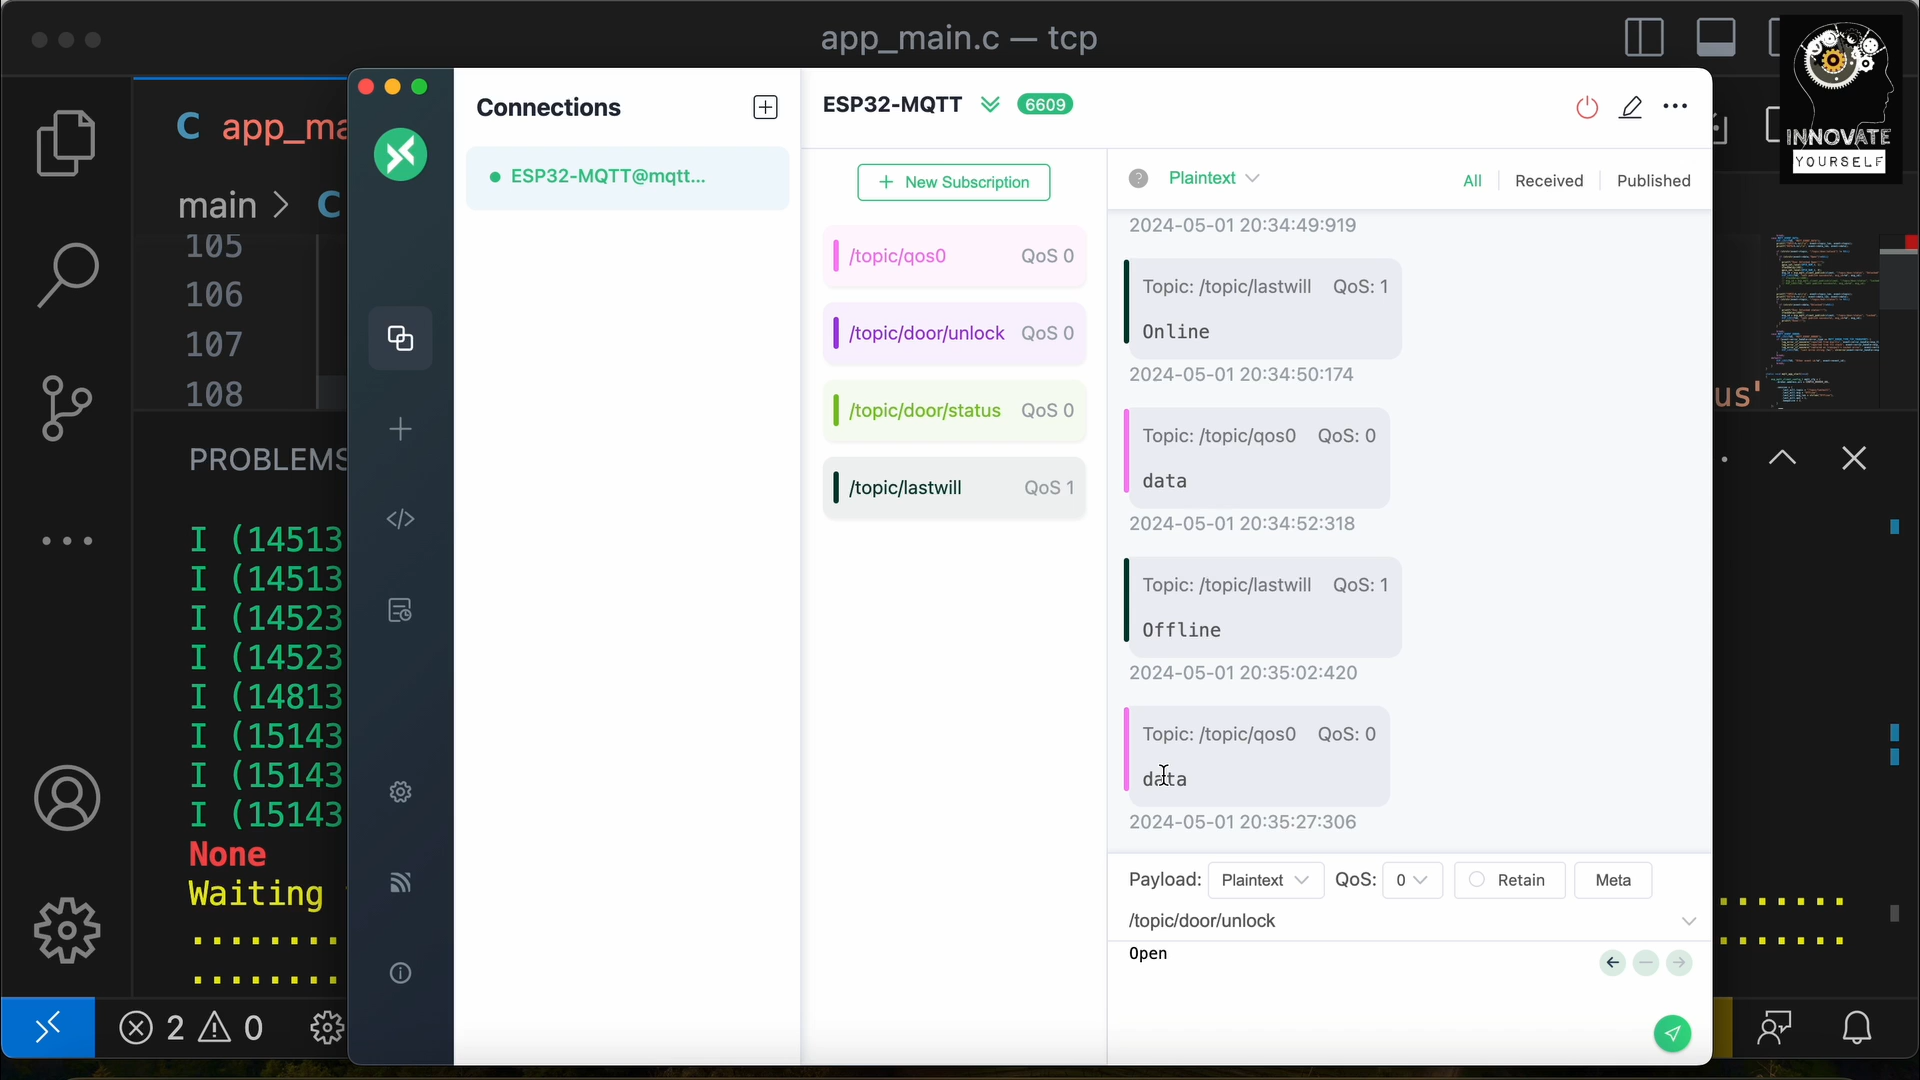 app_main.c — tcp
INNOVATE
YOURSELF
C app_ma
main > C
105
106
107
108
us'
PROBLEMS
I (14513
I (14513
I (14523
I (14523
I (14813
I (15143
I (15143
I (15143
None
Waiting
2 0
Connections
ESP32-MQTT@mqtt...
ESP32-MQTT 6609
+ New Subscription
/topic/qos0 QoS 0
/topic/door/unlock QoS 0
/topic/door/status QoS 0
/topic/lastwill QoS 1
Plaintext
All Received Published
2024-05-01 20:34:49:919
Topic: /topic/lastwill QoS: 1
Online
2024-05-01 20:34:50:174
Topic: /topic/qos0 QoS: 0
data
2024-05-01 20:34:52:318
Topic: /topic/lastwill QoS: 1
Offline
2024-05-01 20:35:02:420
Topic: /topic/qos0 QoS: 0
data
2024-05-01 20:35:27:306
Payload: Plaintext QoS: 0 Retain Meta
/topic/door/unlock
Open